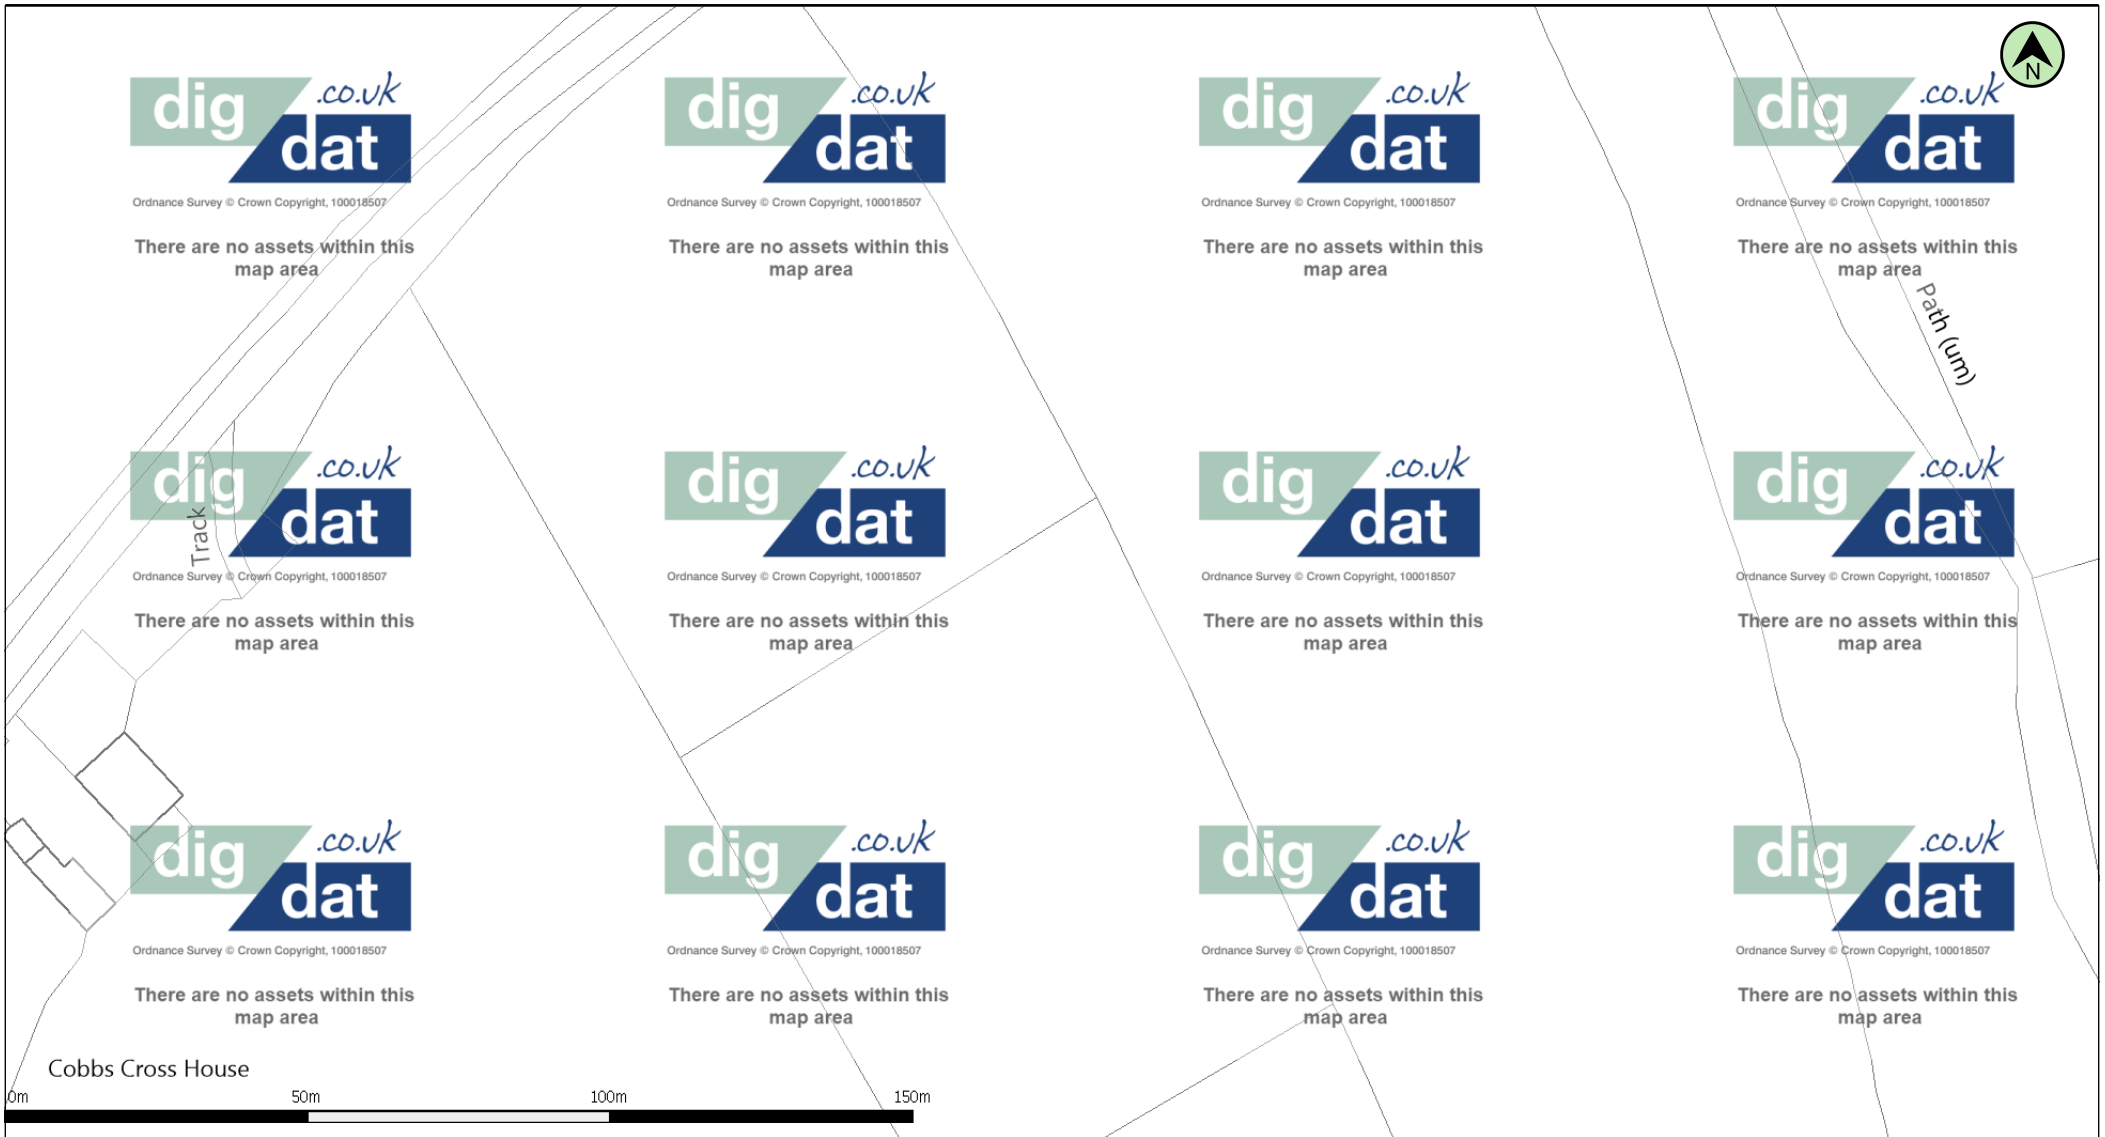 N
dig .co.uk dig .co.uk dig .co.uk dig .co.uk
dat dat dat dat
Ordnance Survey © Crown Copyright, 100018507 Ordnance Survey © Crown Copyright, 100018507 Ordnance Survey © Crown Copyright, 100018507 Ordnance Survey © Crown Copyright, 100018507
There are no assets within this There are no assets within this There are no assets within this There are no assets within this
map area map area map area map area
Path (um)
dig .co.uk dig .co.uk dig .co.uk dig .co.uk
dat dat dat dat
Track
Ordnance Survey © Crown Copyright, 100018507 Ordnance Survey © Crown Copyright, 100018507 Ordnance Survey © Crown Copyright, 100018507 Ordnance Survey © Crown Copyright, 100018507
There are no assets within this There are no assets within this There are no assets within this There are no assets within this
map area map area map area map area
dig .co.uk dig .co.uk dig .co.uk dig .co.uk
dat dat dat dat
Ordnance Survey © Crown Copyright, 100018507 Ordnance Survey © Crown Copyright, 100018507 Ordnance Survey © Crown Copyright, 100018507 Ordnance Survey © Crown Copyright, 100018507
There are no assets within this There are no assets within this There are no assets within this There are no assets within this
map area map area map area map area
Cobbs Cross House
0m 50m 100m 150m